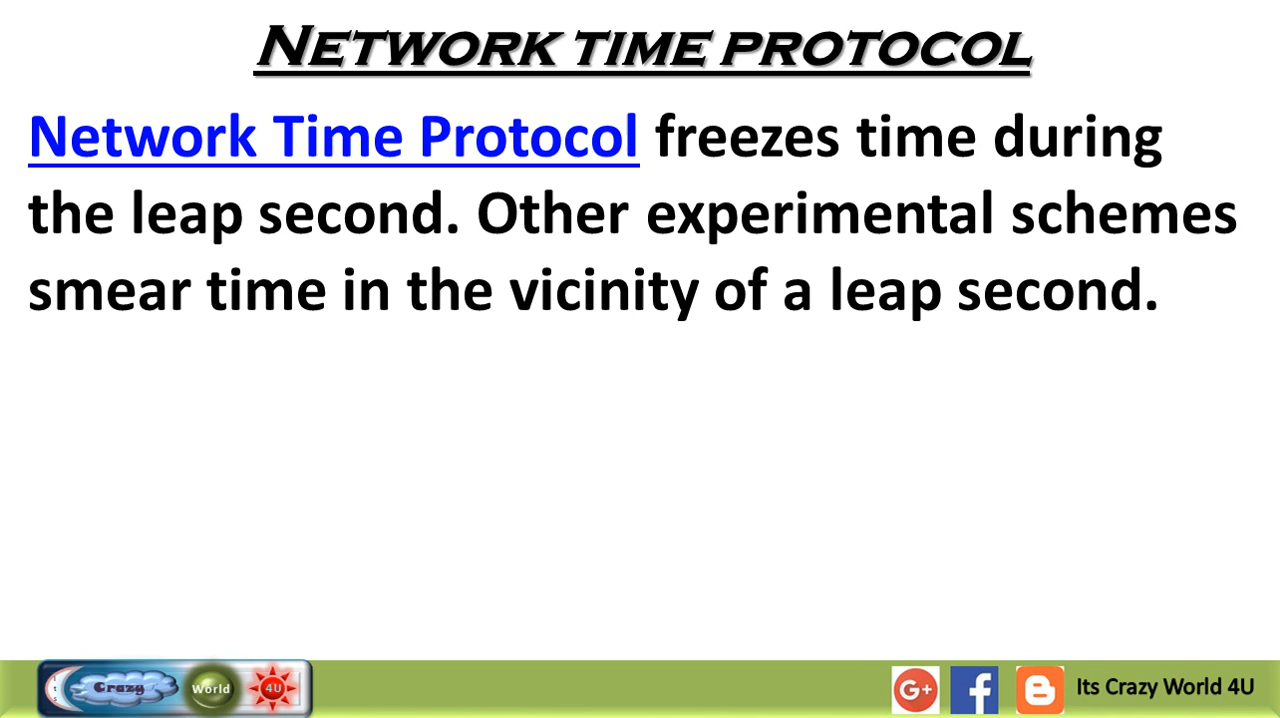 NETWORK TIME PROTOCOL
Network Time Protocol freezes time during
the leap second. Other experimental schemes
smear time in the vicinity of a leap second.
Its Crazy World 4U
G+ f B Its Crazy World 4U